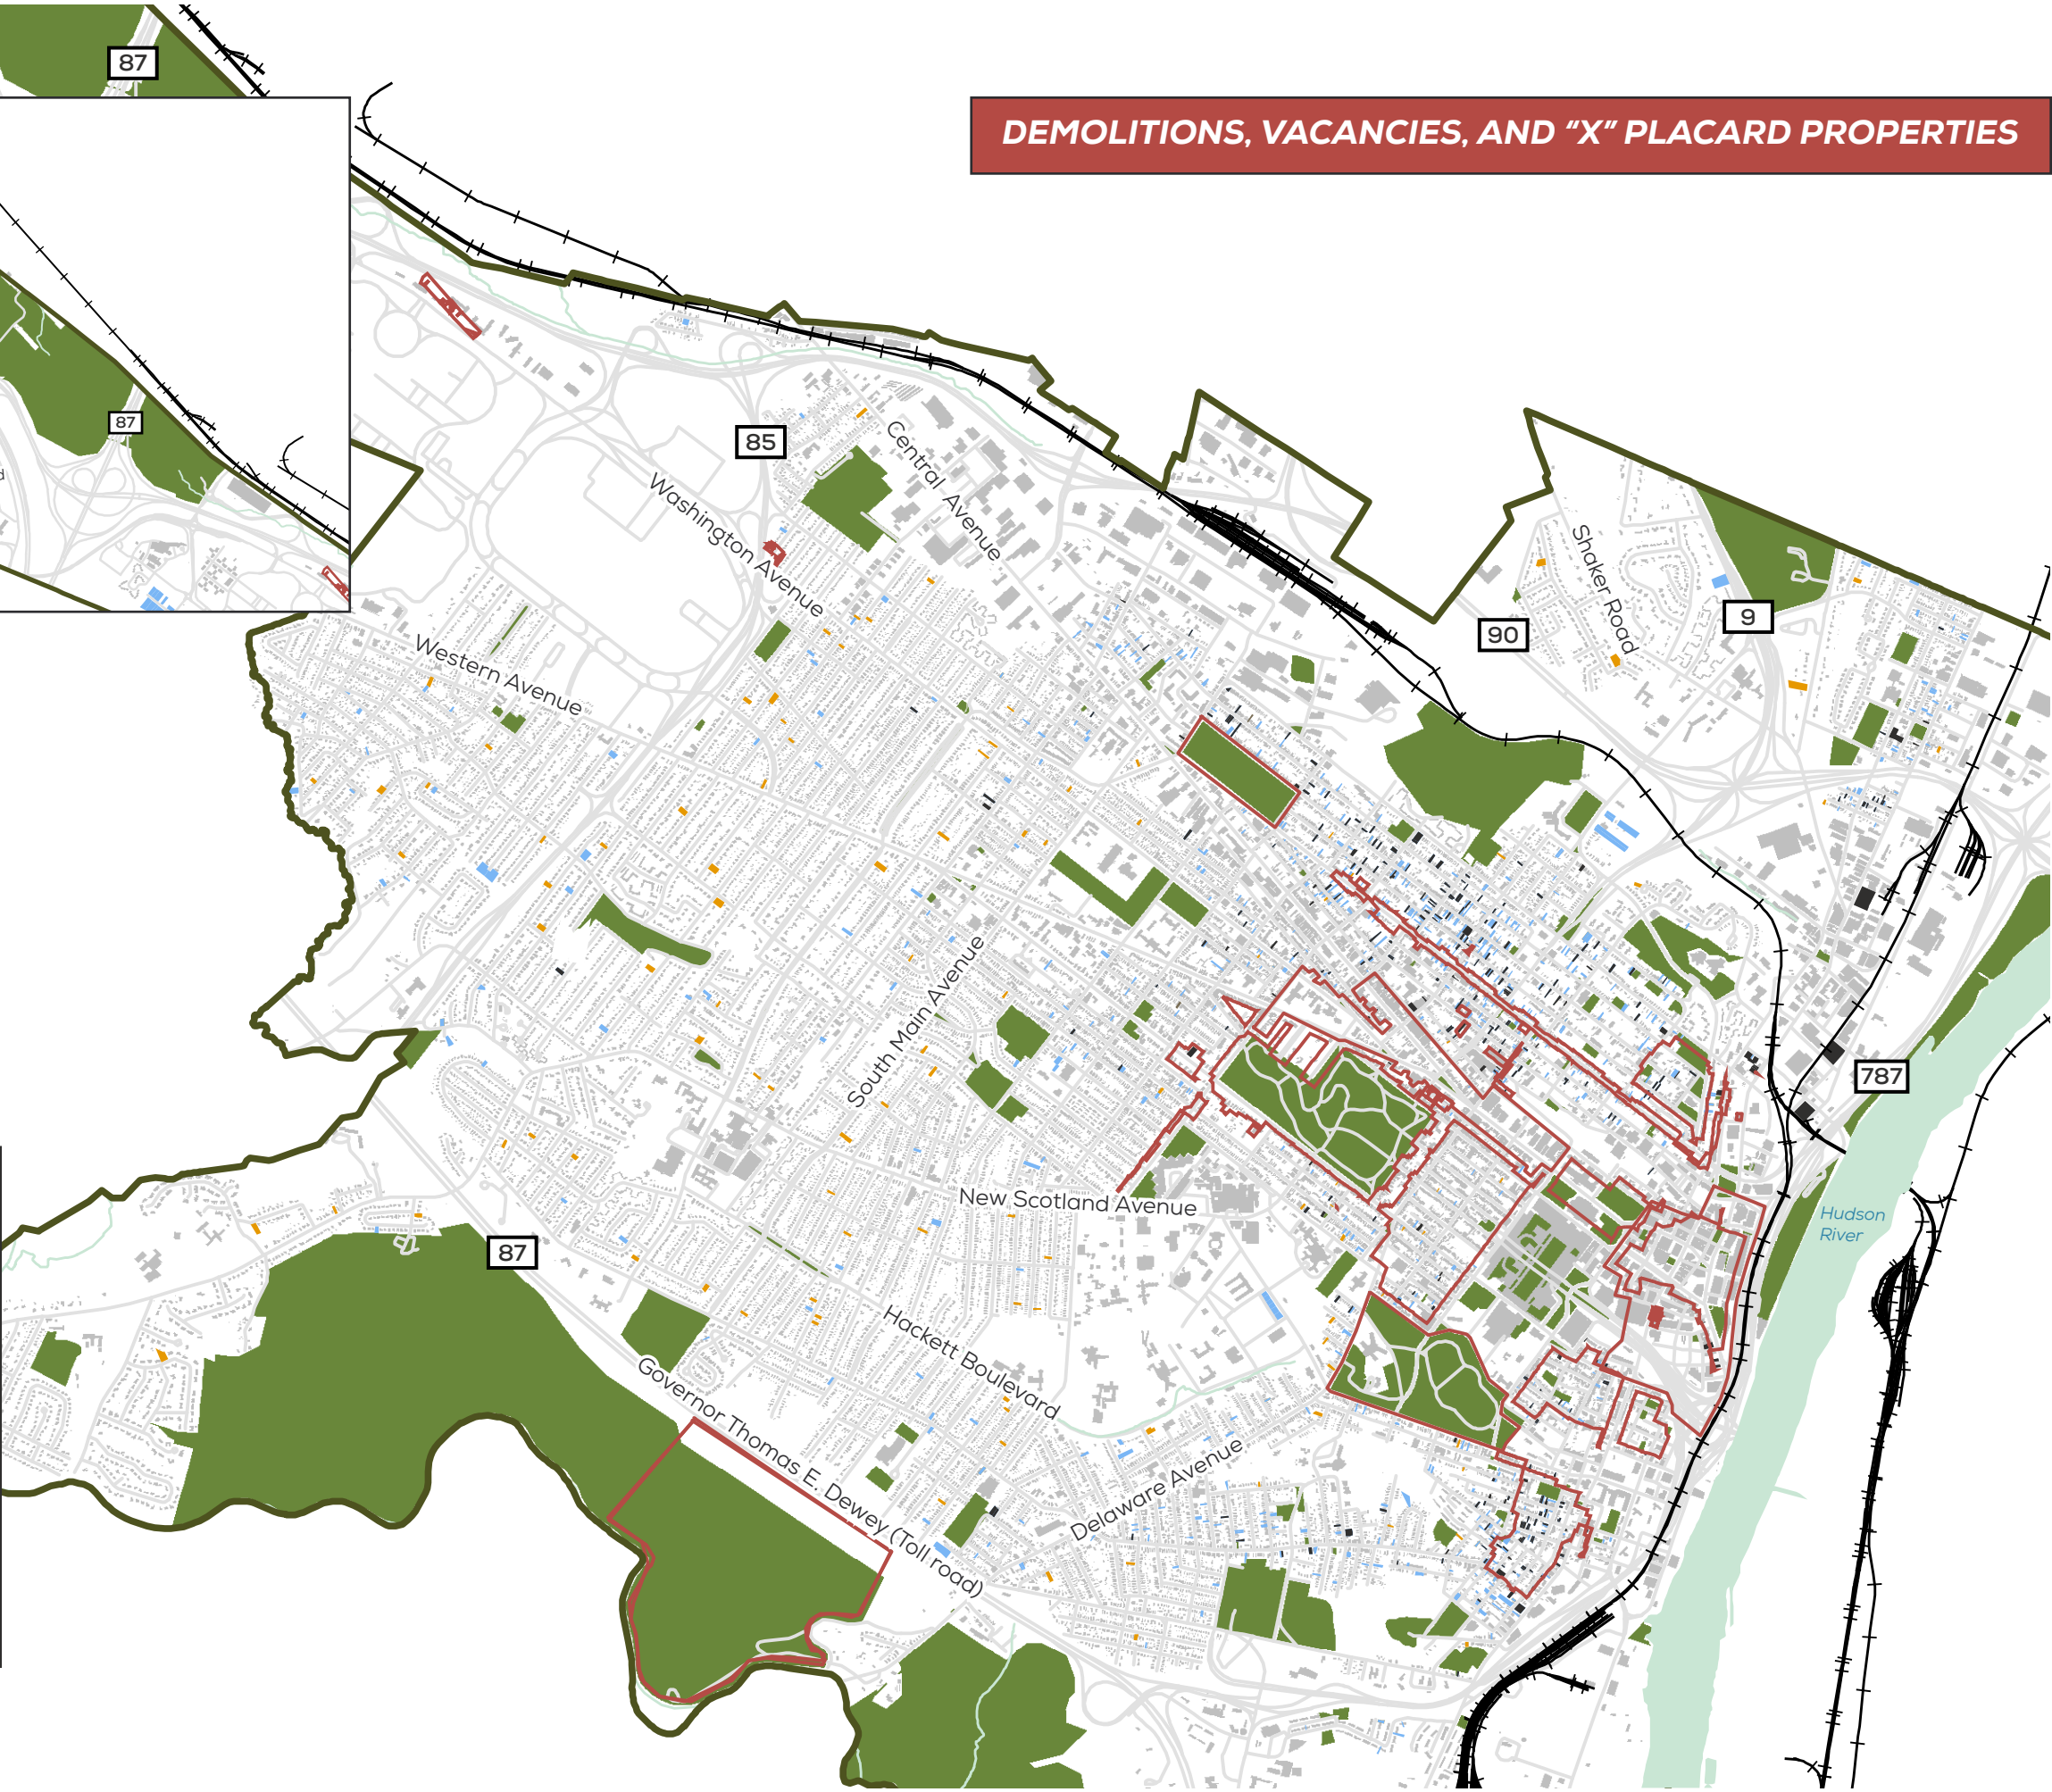 87
DEMOLITIONS, VACANCIES, AND “X” PLACARD PROPERTIES
87
85
Central Avenue
Washington Avenue
Shaker Road
9
90
Western Avenue
South Main Avenue
787
New Scotland Avenue
Hudson
River
87
Hackett Boulevard
Governor Thomas E. Dewey (Toll road)
Delaware Avenue